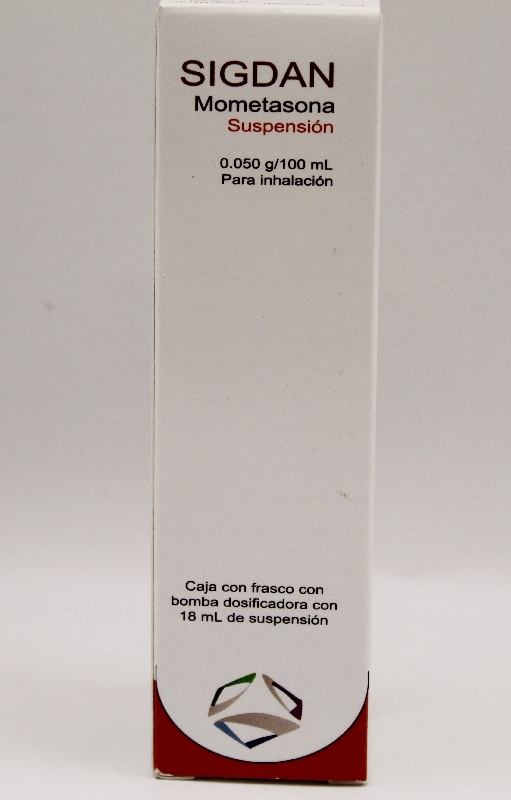 SIGDAN
Mometasona
Suspensión
0.050 g/100 mL
Para inhalación
Caja con frasco con
bomba dosificadora con
18 mL de suspensión